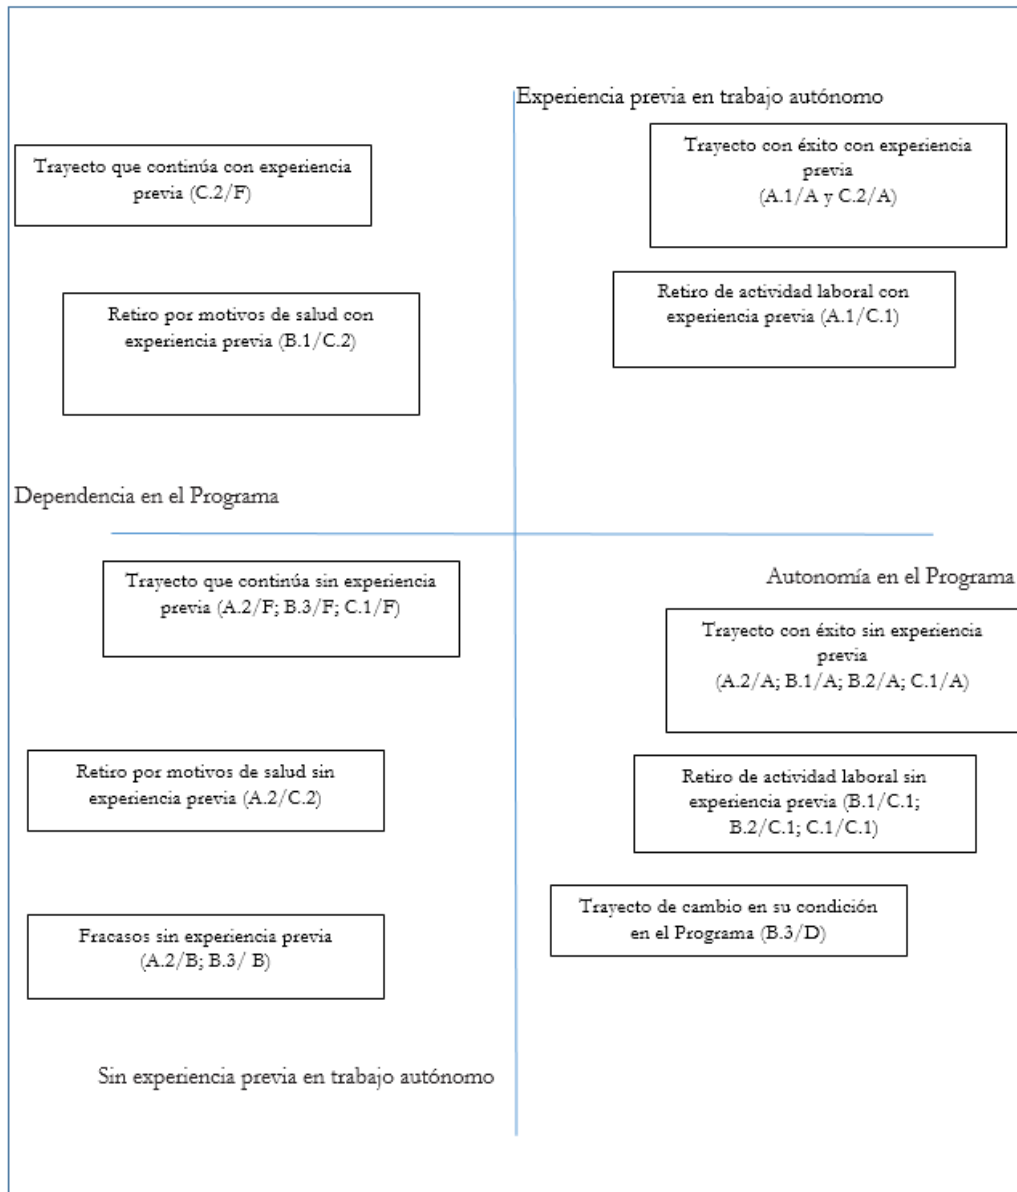 Experiencia previa en trabajo autónomo
Trayecto que continúa con experiencia
previa (C.2/F)
Trayecto con éxito con experiencia
previa
(A.1/A y C.2/A)
Retiro por motivos de salud con
experiencia previa (B.1/C.2)
Retiro de actividad laboral con
experiencia previa (A.1/C.1)
Dependencia en el Programa
Autonomía en el Programa
Trayecto que continúa sin experiencia
previa (A.2/F; B.3/F; C.1/F)
Trayecto con éxito sin experiencia
previa
(A.2/A; B.1/A; B.2/A; C.1/A)
Retiro por motivos de salud sin
experiencia previa (A.2/C.2)
Retiro de actividad laboral sin
experiencia previa (B.1/C.1;
B.2/C.1; C.1/C.1)
Fracasos sin experiencia previa
(A.2/B; B.3/ B)
Trayecto de cambio en su condición
en el Programa (B.3/D)
Sin experiencia previa en trabajo autónomo